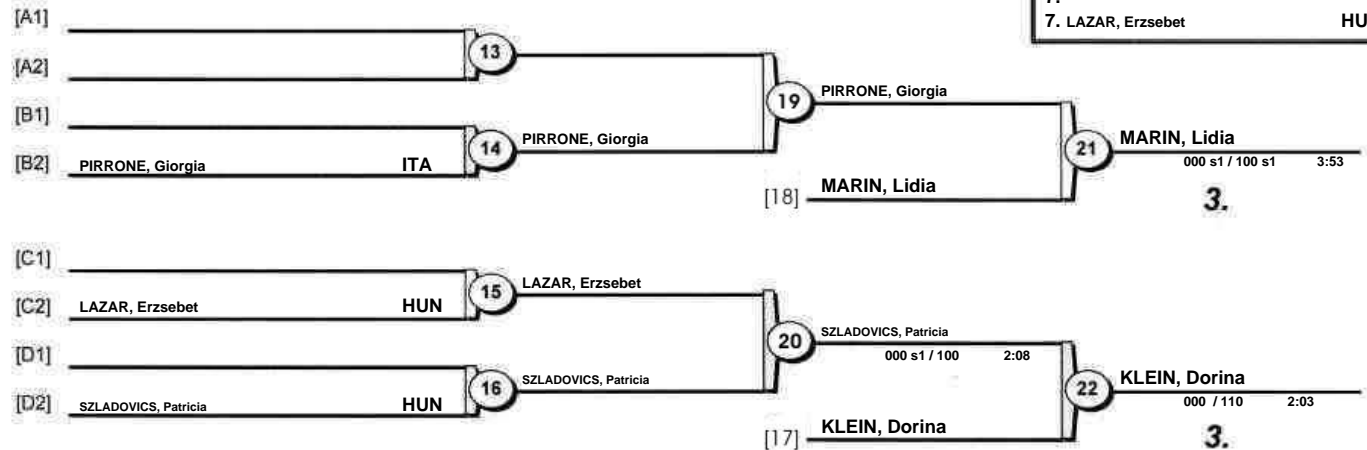 7.
7. LAZAR, Erzsebet HU
[A1]
13
[A2]
19 PIRRONE, Giorgia
[B1]
14 PIRRONE, Giorgia
[B2] PIRRONE, Giorgia ITA
21 MARIN, Lidia
000 s1 / 100 s1 3:53
[18] MARIN, Lidia
3.
[C1]
15 LAZAR, Erzsebet
[C2] LAZAR, Erzsebet HUN
20 SZLADOVICS, Patricia
000 s1 / 100 2:08
[D1]
16 SZLADOVICS, Patricia
[D2] SZLADOVICS, Patricia HUN
22 KLEIN, Dorina
000 / 110 2:03
[17] KLEIN, Dorina
3.